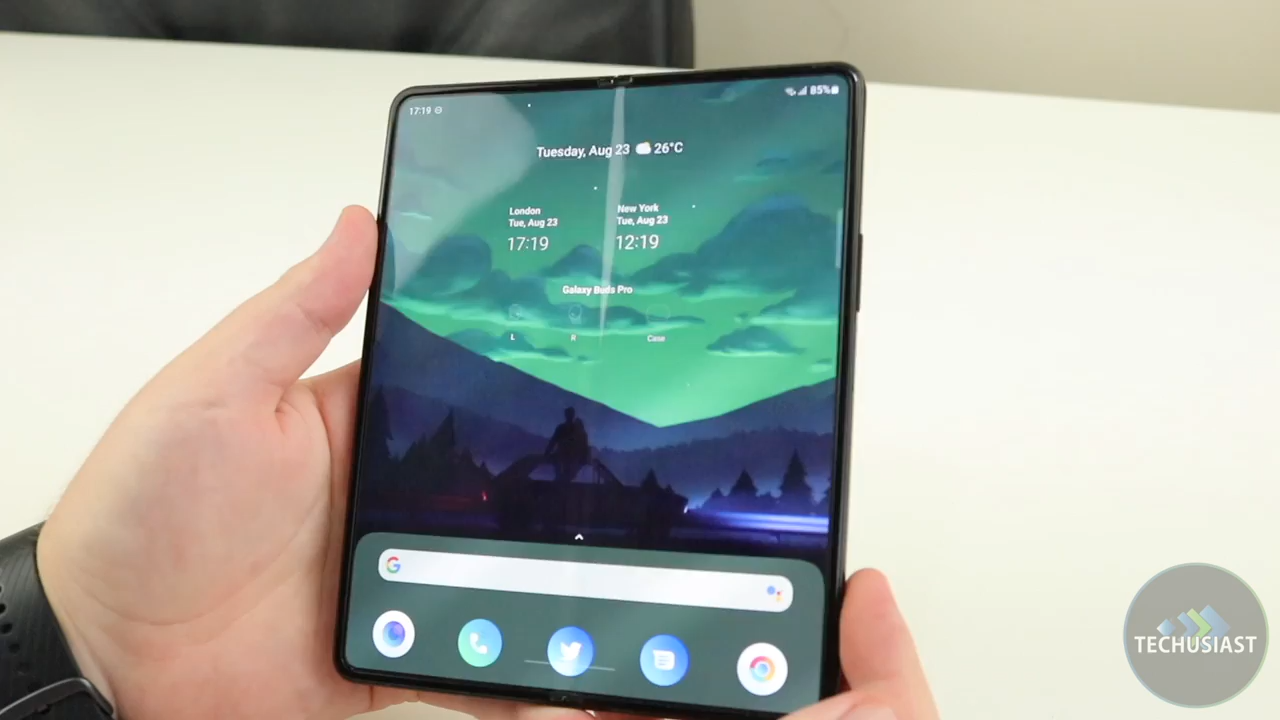 17:19
85%
Tuesday, Aug 23 26°C
London
Tue, Aug 23
17:19
New York
Tue, Aug 23
12:19
Galaxy Buds Pro
L
R
Case
G
TECHUSIAST